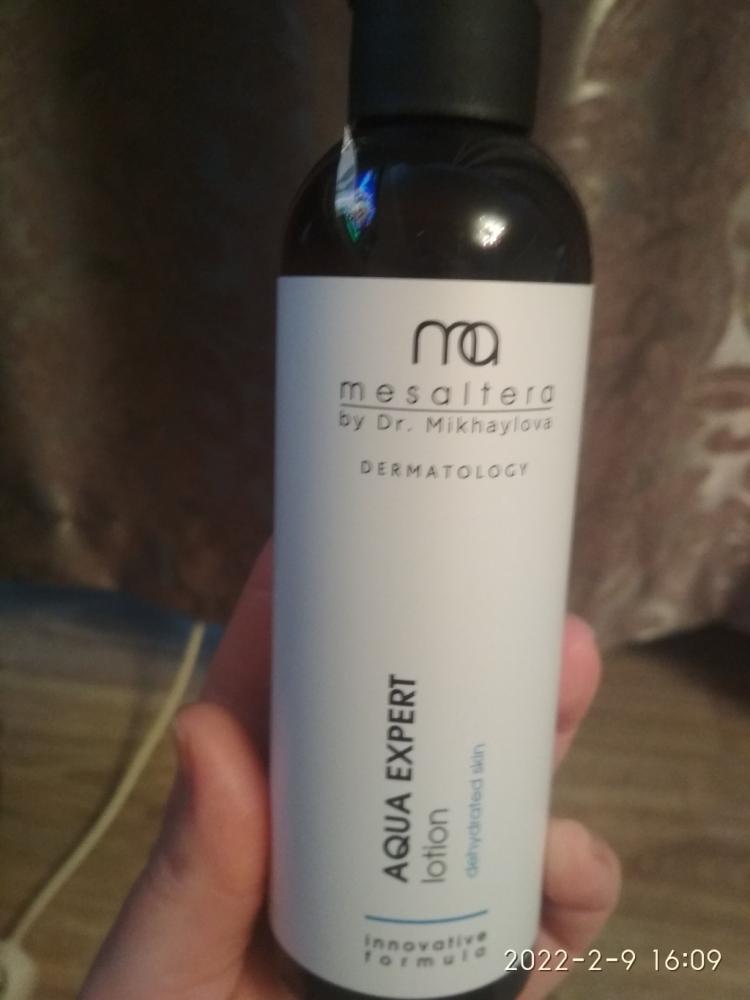 ma
mesaltera
by Dr. Mikhaylova
DERMATOLOGY
AQUA EXPERT
lotion
dehydrated skin
innovative
formula
2022-2-9 16:09